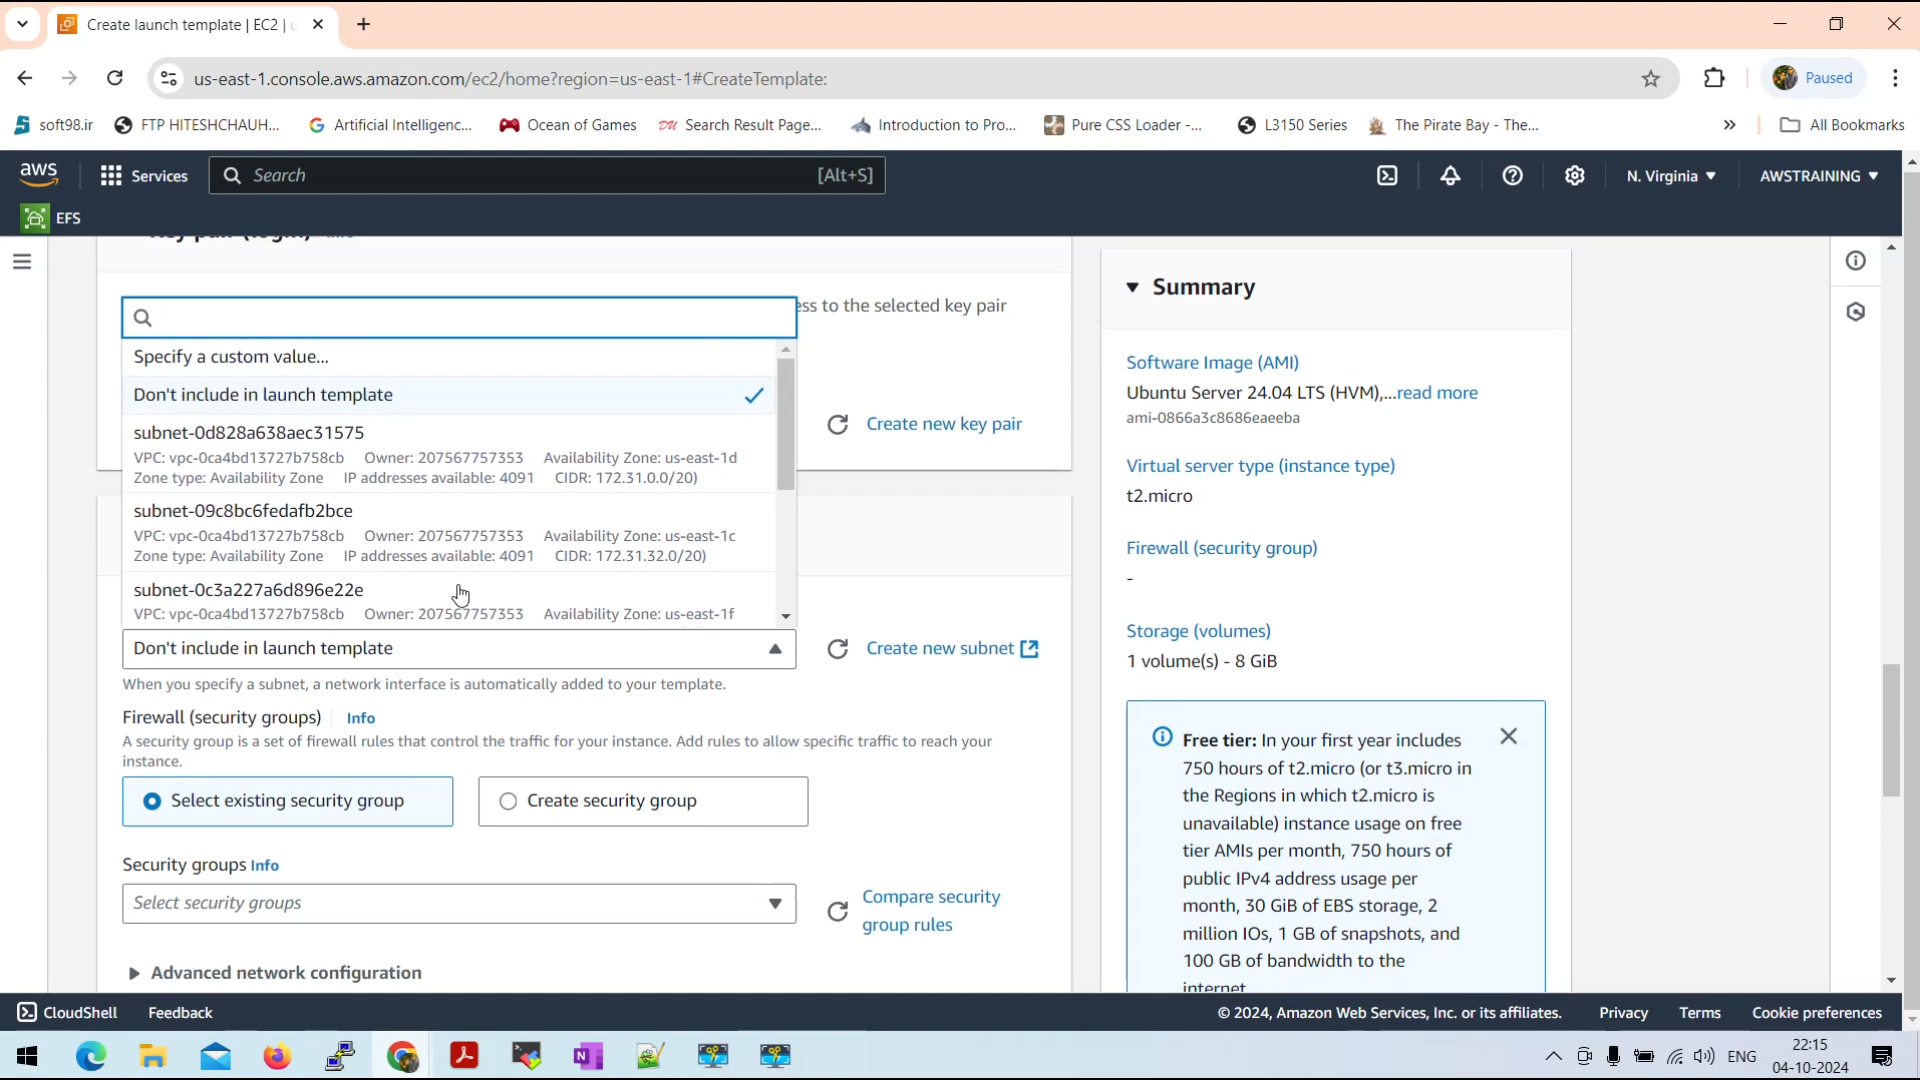 Create launch template | EC2 | u
us-east-1.console.aws.amazon.com/ec2/home?region=us-east-1#CreateTemplate:
Paused
soft98.ir
FTP HITESHCHAUH...
Artificial Intelligenc...
Ocean of Games
DU Search Result Page...
Introduction to Pro...
Pure CSS Loader -...
L3150 Series
The Pirate Bay - The...
All Bookmarks
aws
Services
Search
[Alt+S]
N. Virginia
AWSTRAINING
EFS
Key pair (login) Info
ess to the selected key pair
Specify a custom value...
Don't include in launch template
subnet-0d828a638aec31575
VPC: vpc-0ca4bd13727b758cb Owner: 207567757353 Availability Zone: us-east-1d
Zone type: Availability Zone IP addresses available: 4091 CIDR: 172.31.0.0/20)
subnet-09c8bc6fedafb2bce
VPC: vpc-0ca4bd13727b758cb Owner: 207567757353 Availability Zone: us-east-1c
Zone type: Availability Zone IP addresses available: 4091 CIDR: 172.31.32.0/20)
subnet-0c3a227a6d896e22e
VPC: vpc-0ca4bd13727b758cb Owner: 207567757353 Availability Zone: us-east-1f
Create new key pair
Don't include in launch template
Create new subnet
When you specify a subnet, a network interface is automatically added to your template.
Firewall (security groups) Info
A security group is a set of firewall rules that control the traffic for your instance. Add rules to allow specific traffic to reach your
instance.
Select existing security group
Create security group
Security groups Info
Select security groups
Compare security
group rules
Advanced network configuration
Summary
Software Image (AMI)
Ubuntu Server 24.04 LTS (HVM),...read more
ami-0866a3c8686eaeeba
Virtual server type (instance type)
t2.micro
Firewall (security group)
-
Storage (volumes)
1 volume(s) - 8 GiB
Free tier: In your first year includes
750 hours of t2.micro (or t3.micro in
the Regions in which t2.micro is
unavailable) instance usage on free
tier AMIs per month, 750 hours of
public IPv4 address usage per
month, 30 GiB of EBS storage, 2
million IOs, 1 GB of snapshots, and
100 GB of bandwidth to the
internet
CloudShell
Feedback
© 2024, Amazon Web Services, Inc. or its affiliates.
Privacy
Terms
Cookie preferences
ENG
22:15
04-10-2024